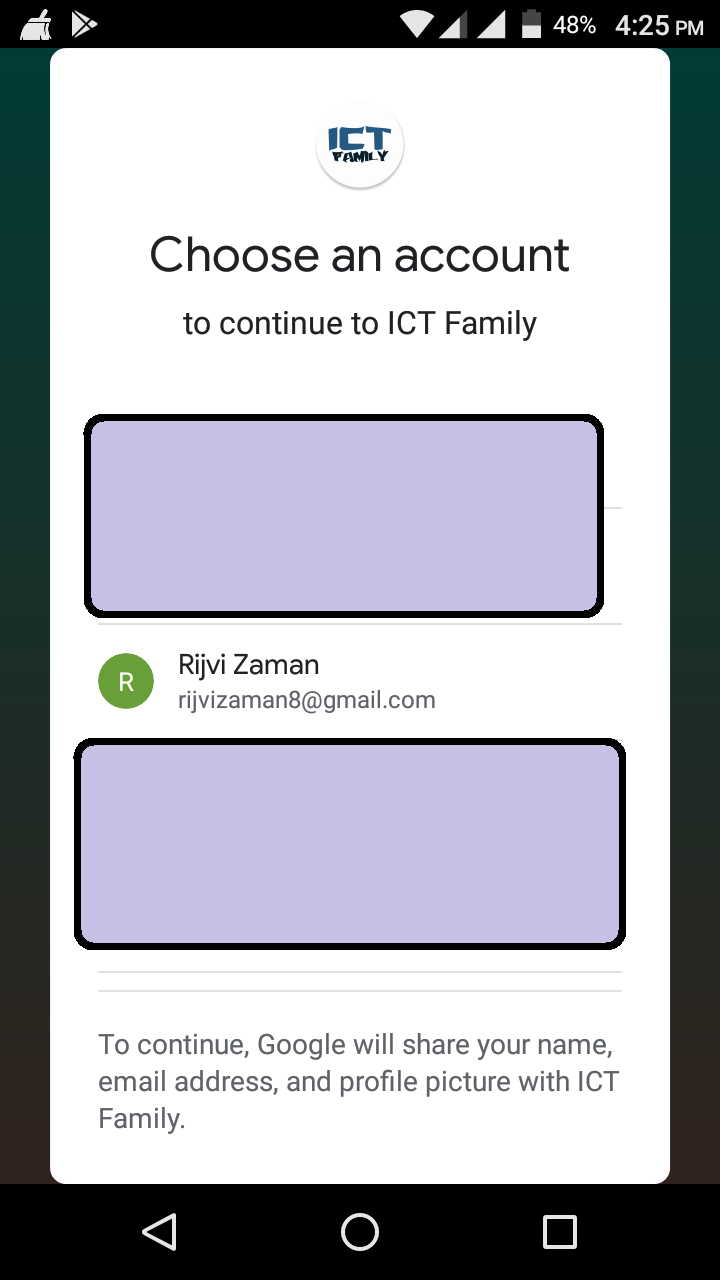 48% 4:25 PM
ICT
FAMILY
Choose an account
to continue to ICT Family
R
Rijvi Zaman
rijvizaman8@gmail.com
To continue, Google will share your name,
email address, and profile picture with ICT
Family.